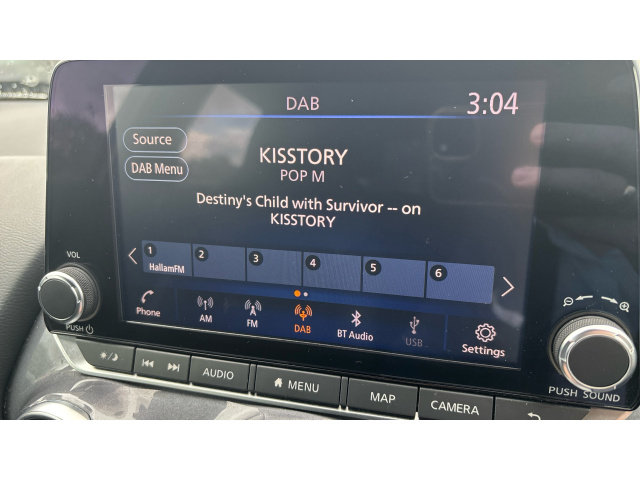 DAB
3:04
Source
DAB Menu
KISSTORY
POP M
Destiny's Child with Survivor -- on
KISSTORY
1 2 3 4 5 6
HallamFM
VOL
PUSH
Phone
AM
FM
DAB
BT Audio
USB
Settings
AUDIO
MENU
MAP
CAMERA
PUSH SOUND